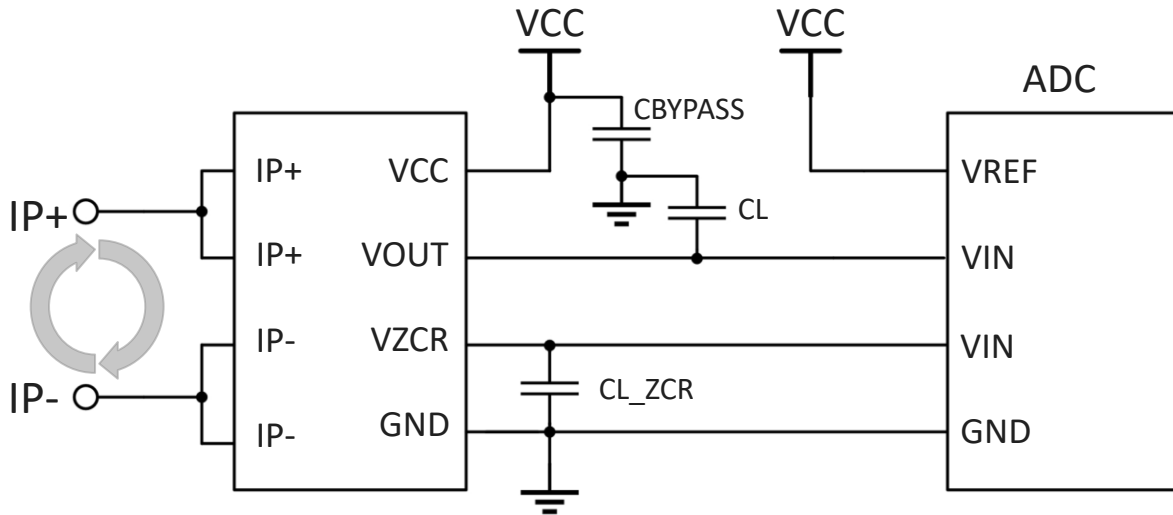 VCC
VCC
ADC
CBYPASS
IP+
VCC
VREF
IP+
CL
IP+
VOUT
VIN
IP-
VZCR
VIN
IP-
CL_ZCR
IP-
GND
GND